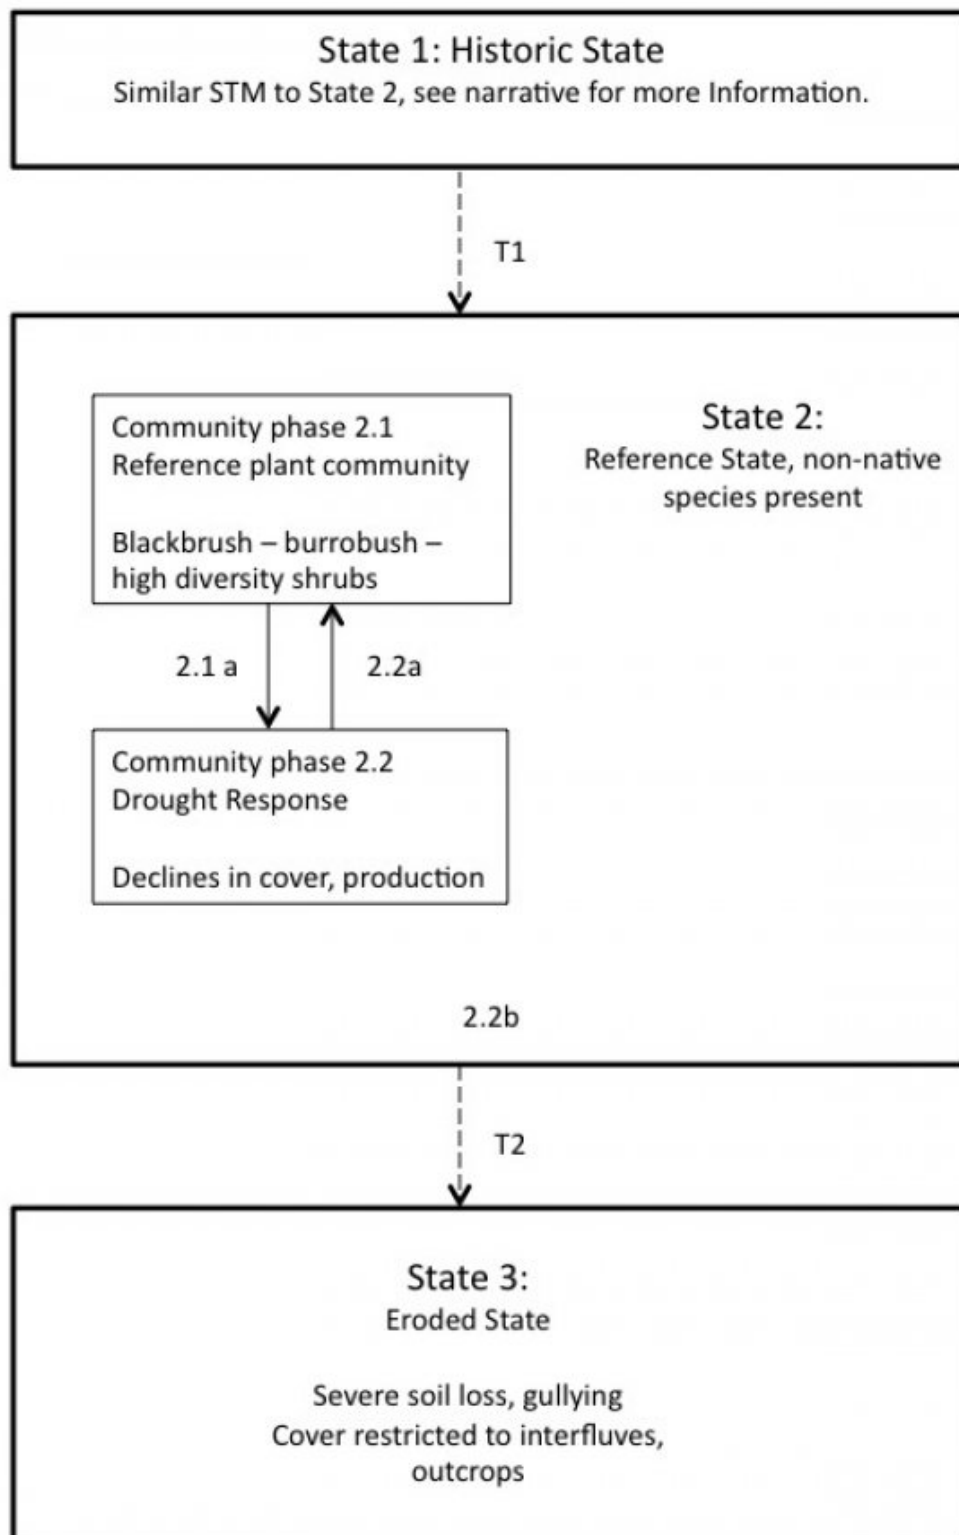 State 1: Historic State
Similar STM to State 2, see narrative for more Information.
T1
Community phase 2.1
Reference plant community
Blackbrush – burrobush –
high diversity shrubs
State 2:
Reference State, non-native
species present
2.1 a
2.2a
Community phase 2.2
Drought Response
Declines in cover, production
2.2b
T2
State 3:
Eroded State
Severe soil loss, gullying
Cover restricted to interfluves,
outcrops